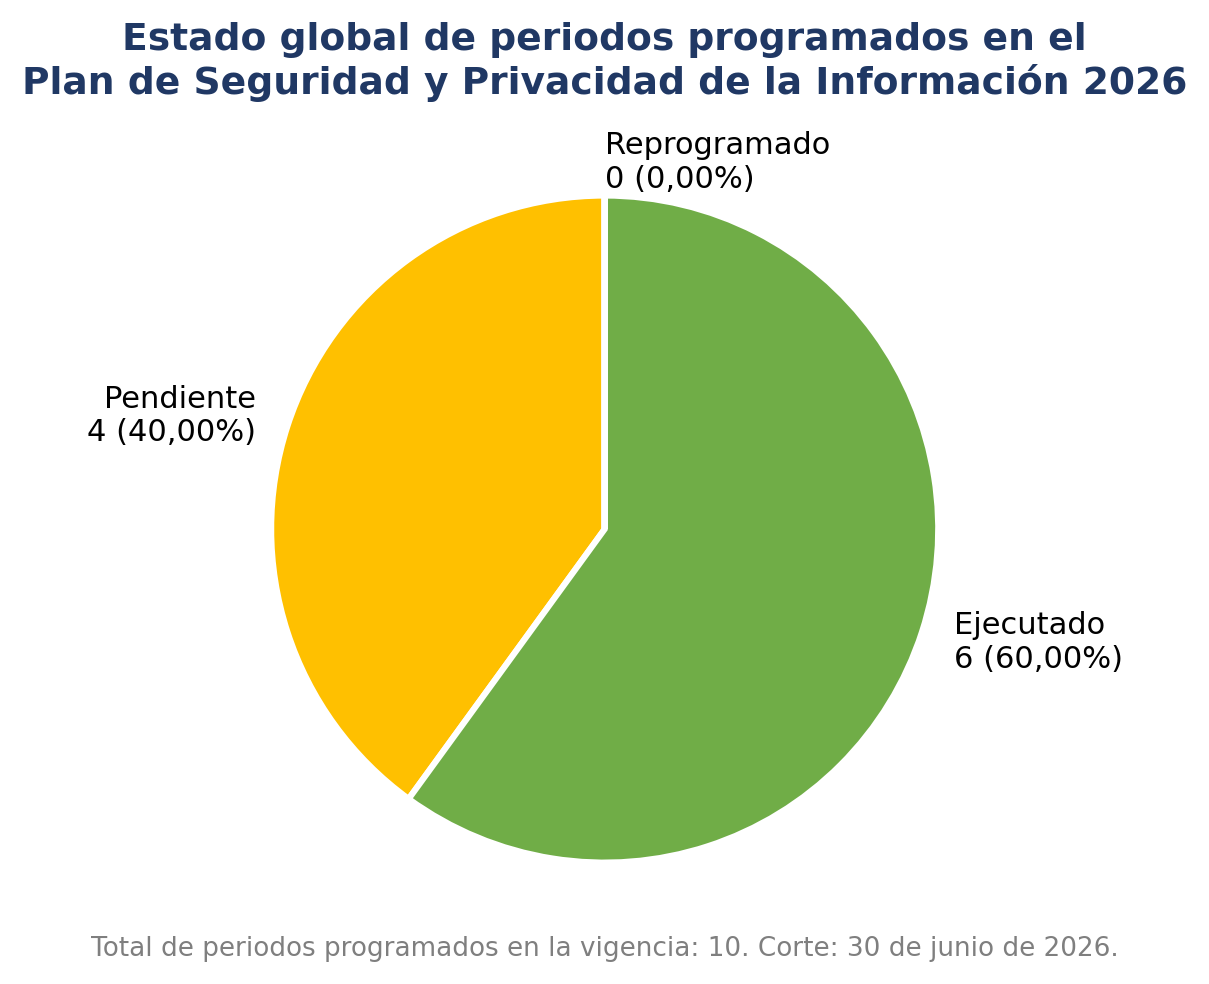 Estado global de periodos programados en el
Plan de Seguridad y Privacidad de la Información 2026
Reprogramado
0 (0,00%)
Pendiente
4 (40,00%)
Ejecutado
6 (60,00%)
Total de periodos programados en la vigencia: 10. Corte: 30 de junio de 2026.